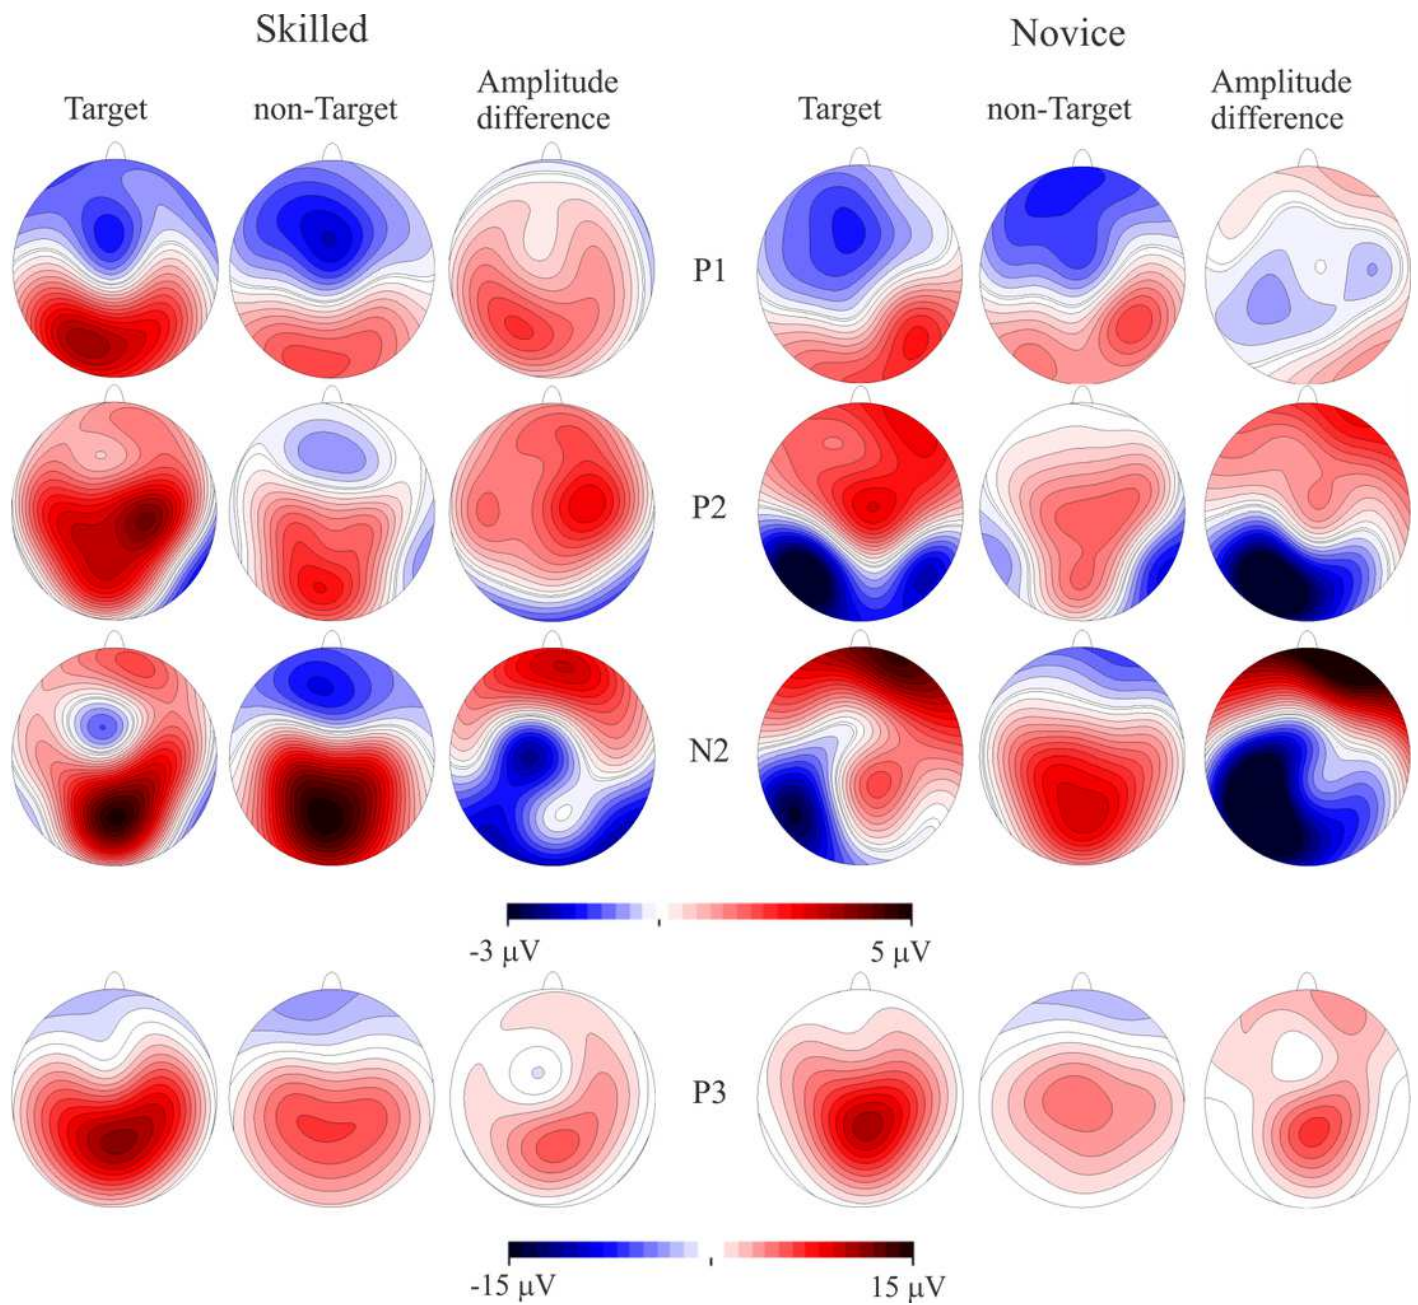 Skilled
Novice
Target
non-Target
Amplitude
difference
Target
non-Target
Amplitude
difference
P1
P2
N2
-3 μV
5 μV
P3
-15 μV
15 μV